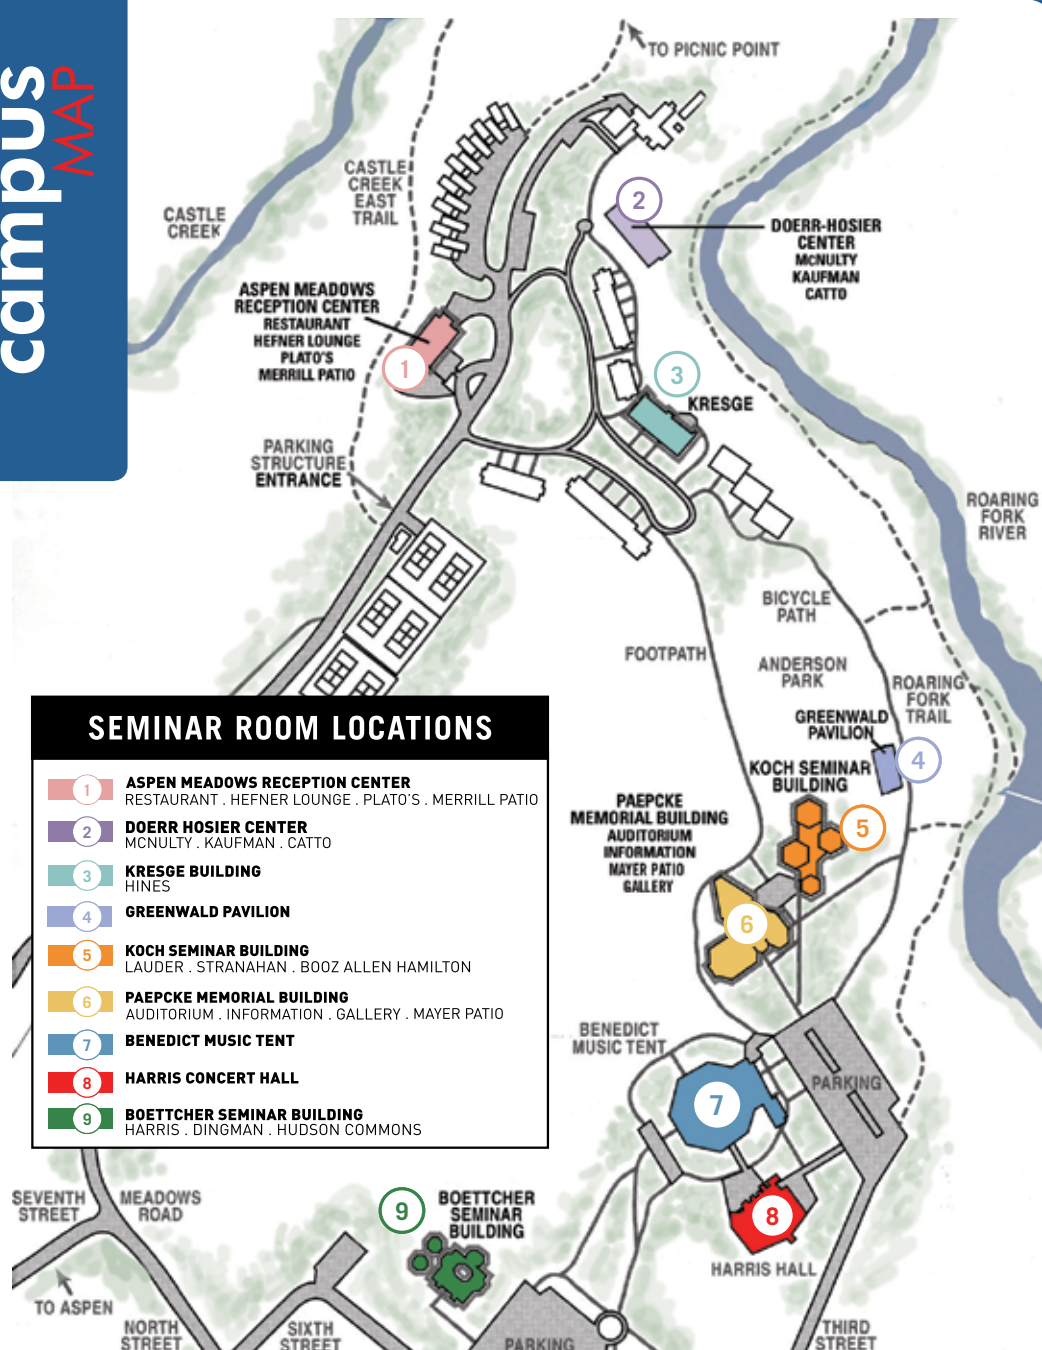 campus
MAP
TO PICNIC POINT
CASTLE
CREEK
EAST
TRAIL
CASTLE
CREEK
2
DOERR-HOSIER
CENTER
McNULTY
KAUFMAN
CATTO
ASPEN MEADOWS
RECEPTION CENTER
RESTAURANT
HEFNER LOUNGE
PLATO'S
MERRILL PATIO
1
3
KRESGE
PARKING
STRUCTURE
ENTRANCE
ROARING
FORK
RIVER
BICYCLE
PATH
FOOTPATH
ANDERSON
PARK
ROARING
FORK
TRAIL
GREENWALD
PAVILION
4
KOCH SEMINAR
BUILDING
5
PAEPCKE
MEMORIAL BUILDING
AUDITORIUM
INFORMATION
MAYER PATIO
GALLERY
6
SEMINAR ROOM LOCATIONS
1 ASPEN MEADOWS RECEPTION CENTER
RESTAURANT . HEFNER LOUNGE . PLATO'S . MERRILL PATIO
2 DOERR HOSIER CENTER
MCNULTY . KAUFMAN . CATTO
3 KRESGE BUILDING
HINES
4 GREENWALD PAVILION
5 KOCH SEMINAR BUILDING
LAUDER . STRANAHAN . BOOZ ALLEN HAMILTON
6 PAEPCKE MEMORIAL BUILDING
AUDITORIUM . INFORMATION . GALLERY . MAYER PATIO
7 BENEDICT MUSIC TENT
8 HARRIS CONCERT HALL
9 BOETTCHER SEMINAR BUILDING
HARRIS . DINGMAN . HUDSON COMMONS
BENEDICT
MUSIC TENT
PARKING
7
8
HARRIS HALL
9
BOETTCHER
SEMINAR
BUILDING
SEVENTH
STREET
MEADOWS
ROAD
TO ASPEN
NORTH
STREET
SIXTH
STREET
PARKING
THIRD
STREET